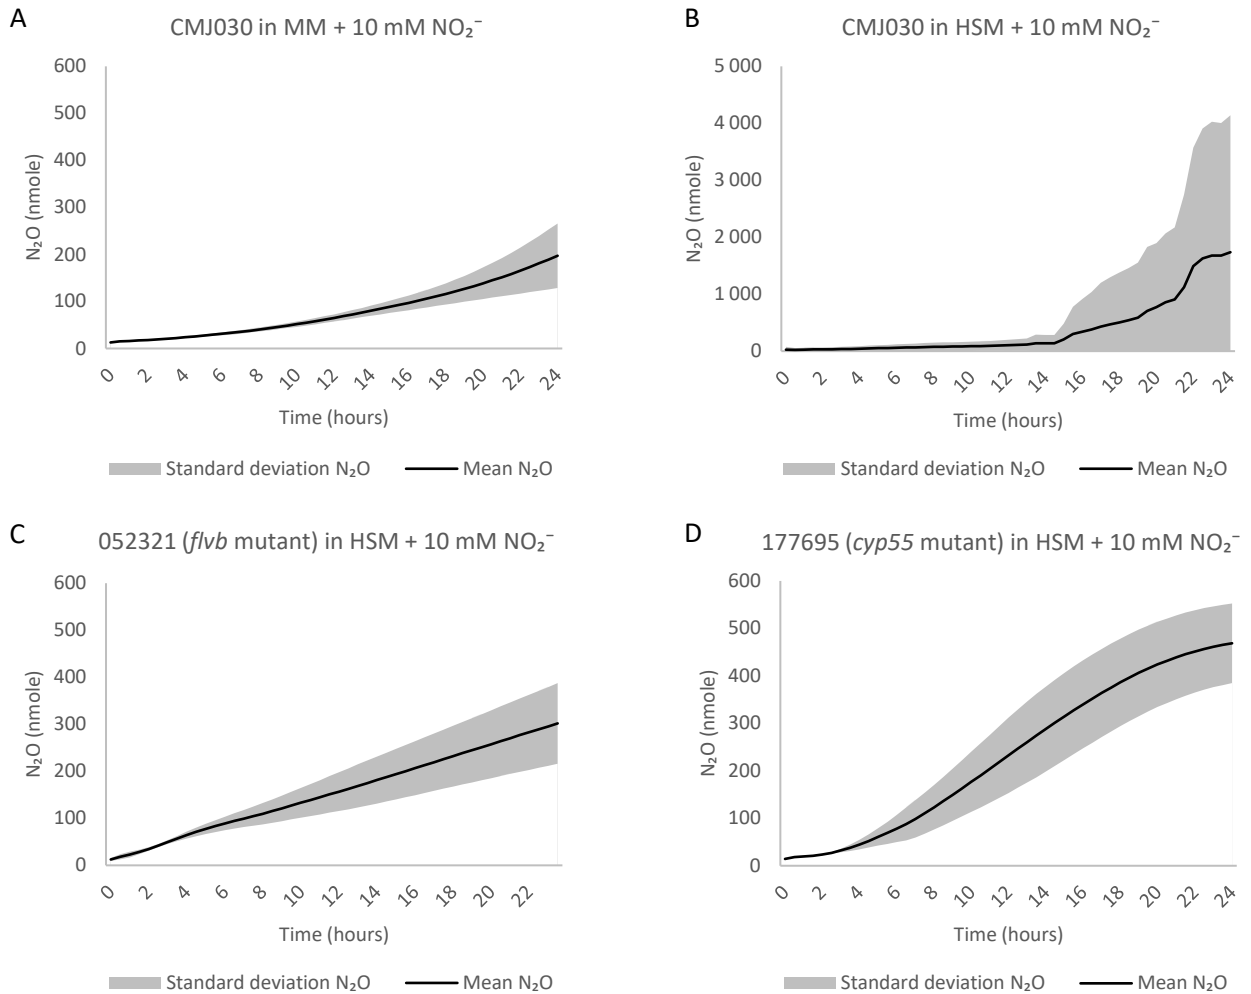 A
CMJ030 in MM + 10 mM NO₂⁻
600
500
400
300
200
100
0
N₂O (nmole)
0 2 4 6 8 10 12 14 16 18 20 22 24
Time (hours)
Standard deviation N₂O Mean N₂O
B
CMJ030 in HSM + 10 mM NO₂⁻
5 000
4 000
3 000
2 000
1 000
0
N₂O (nmole)
0 2 4 6 8 10 12 14 16 18 20 22 24
Time (hours)
Standard deviation N₂O Mean N₂O
C
052321 (flvb mutant) in HSM + 10 mM NO₂⁻
600
500
400
300
200
100
0
N₂O (nmole)
0 2 4 6 8 10 12 14 16 18 20 22
Time (hours)
Standard deviation N₂O Mean N₂O
D
177695 (cyp55 mutant) in HSM + 10 mM NO₂⁻
600
500
400
300
200
100
0
N₂O (nmole)
0 2 4 6 8 10 12 14 16 18 20 22 24
Time (hours)
Standard deviation N₂O Mean N₂O